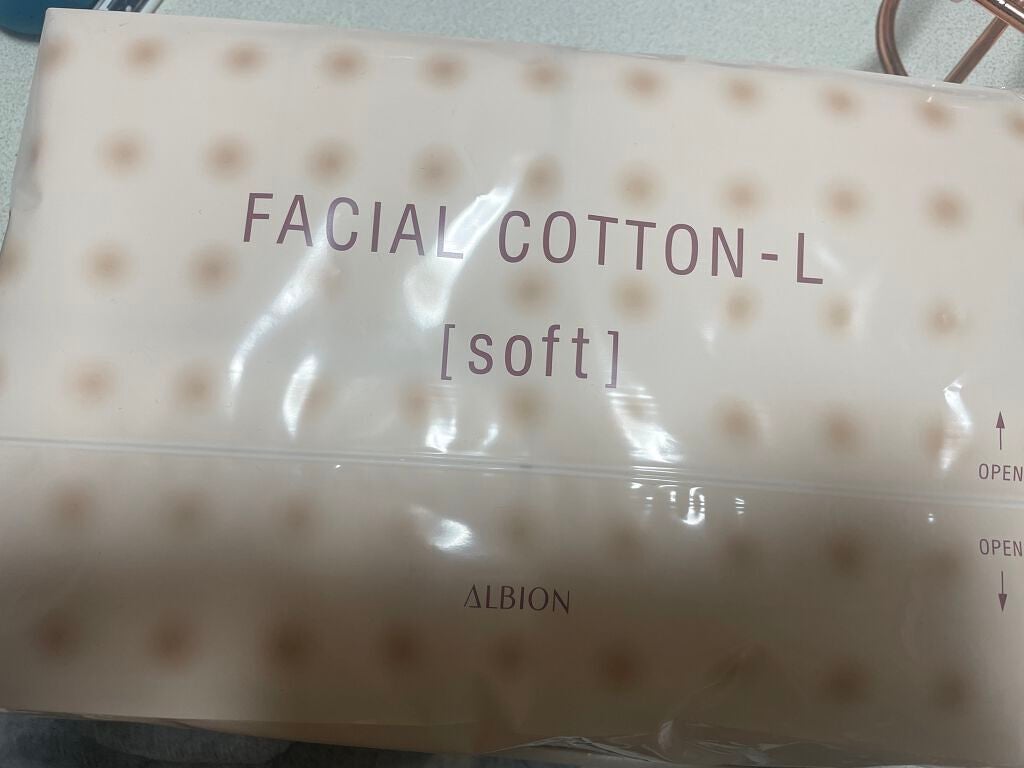 FACIAL COTTON-L
[soft]
↑
OPEN
OPEN
↓
ALBION